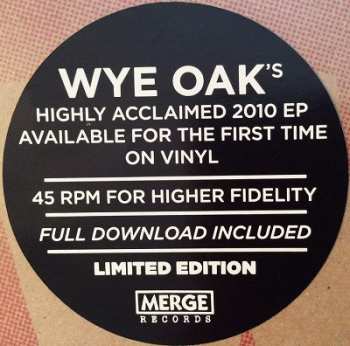 WYE OAK's
HIGHLY ACCLAIMED 2010 EP
AVAILABLE FOR THE FIRST TIME
ON VINYL
45 RPM FOR HIGHER FIDELITY
FULL DOWNLOAD INCLUDED
LIMITED EDITION
MERGE
RECORDS